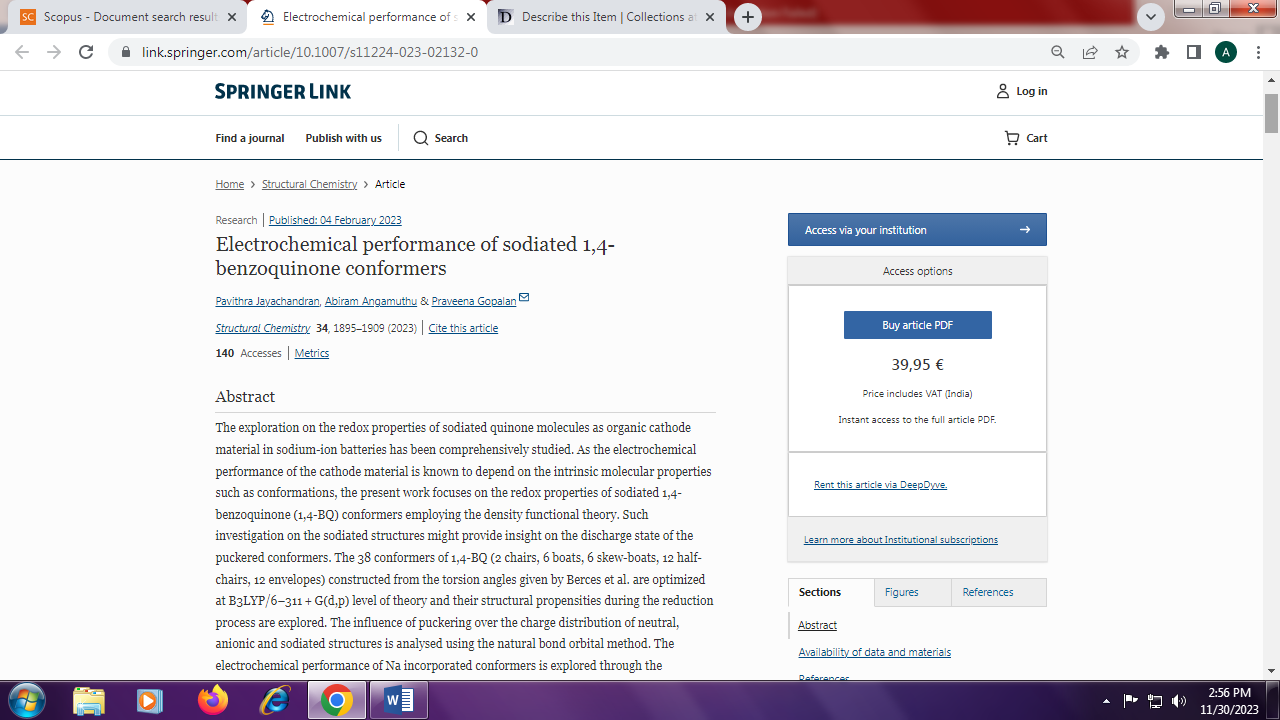 Scopus - Document search result
Electrochemical performance of s
Describe this Item | Collections a
link.springer.com/article/10.1007/s11224-023-02132-0
A
SPRINGER LINK
Log in
Find a journal
Publish with us
Search
Cart
Home > Structural Chemistry > Article
Research | Published: 04 February 2023
Electrochemical performance of sodiated 1,4-
benzoquinone conformers
Pavithra Jayachandran, Abiram Angamuthu & Praveena Gopalan
Structural Chemistry 34, 1895–1909 (2023) | Cite this article
140 Accesses | Metrics
Abstract
The exploration on the redox properties of sodiated quinone molecules as organic cathode
material in sodium-ion batteries has been comprehensively studied. As the electrochemical
performance of the cathode material is known to depend on the intrinsic molecular properties
such as conformations, the present work focuses on the redox properties of sodiated 1,4-
benzoquinone (1,4-BQ) conformers employing the density functional theory. Such
investigation on the sodiated structures might provide insight on the discharge state of the
puckered conformers. The 38 conformers of 1,4-BQ (2 chairs, 6 boats, 6 skew-boats, 12 half-
chairs, 12 envelopes) constructed from the torsion angles given by Berces et al. are optimized
at B3LYP/6–311 + G(d,p) level of theory and their structural propensities during the reduction
process are explored. The influence of puckering over the charge distribution of neutral,
anionic and sodiated structures is analysed using the natural bond orbital method. The
electrochemical performance of Na incorporated conformers is explored through the
Access via your institution →
Access options
Buy article PDF
39,95 €
Price includes VAT (India)
Instant access to the full article PDF.
Rent this article via DeepDyve.
Learn more about Institutional subscriptions
Sections
Figures
References
Abstract
Availability of data and materials
References
2:56 PM
11/30/2023